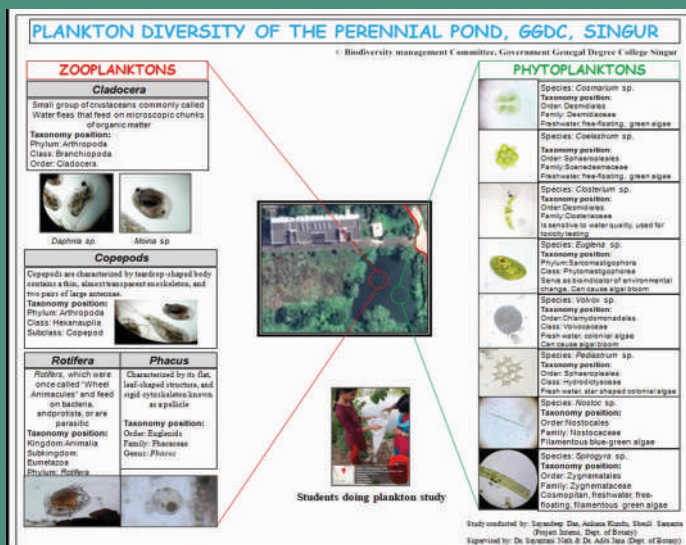 PLANKTON DIVERSITY OF THE PERENNIAL POND, GGDC, SINGUR
© Biodiversity management Committee, Government Genegal Degree College Singur
ZOOPLANKTONS
Cladocera
Small group of crustaceans commonly called
Water fleas that feed on microscopic chunks
of organic matter
Taxonomy position:
Phylum: Arthropoda
Class: Branchiopoda
Order: Cladocera.
Daphnia sp.
Moina sp
Copepods
Copepods are characterized by teardrop-shaped body
contains a thin, almost transparent exoskeleton, and
two pairs of large antennae.
Taxonomy position:
Phylum: Arthropoda
Class: Hexanauplia
Subclass: Copepod
Rotifera
Rotifera, which were
once called "Wheel
Animacules" and feed
on bacteria,
andprotists, or are
parasitic
Taxonomy position:
Kingdom:Animalia
Subkingdom:
Eumetazoa
Phylum: Rotifera
Phacus
Characterized by its flat,
leaf-shaped structure, and
rigid cytoskeleton known
as a pellicle
Taxonomy position:
Order: Euglenids
Family: Phacaceae
Genus: Phacus
Students doing plankton study
PHYTOPLANKTONS
Species: Cosmarium sp.
Taxonomy position:
Order: Desmidiales
Family: Desmidiaceae
Freshwater, free-floating, green algae
Species: Coelastrum sp.
Taxonomy position:
Order: Sphaeropleales
Family: Scenedesmaceae
Freshwater, free-floating, green algae
Species: Closterium sp.
Taxonomy position:
Order: Desmidiales
Family: Closteriaceae
Is sensitive to water quality, used for
toxicity testing
Species: Euglena sp.
Taxonomy position:
Phylum:Sarcomastigophora
Class: Phytomastigophorea
Serve as bioindicator of environmental
change. Can cause algal bloom
Species: Volvox sp.
Taxonomy position:
Order:Chlamydomonadales
Class: Volvocaceae
Fresh water, colonial algae
Can cause algal bloom
Species: Pediastrum sp.
Taxonomy position:
Order: Sphaeropleales
Class: Hydrodictyaceae
Fresh water, star shaped colonial algae
Species: Nostoc sp.
Taxonomy position:
Order: Nostocales
Family: Nostocaceae
Filamentous blue-green algae
Species: Spirogyra sp.
Taxonomy position:
Order: Zygnematales
Family: Zygnemataceae
Cosmopitan, freshwater, free-
floating, filamentous green algae
Study conducted by: Sayandeep Das, Ankana Kundu, Sheuli Samanta
(Project Interns, Dept. of Botany)
Supervised by: Dr. Sayantani Nath & Dr. Aditi Jana (Dept. of Botany)